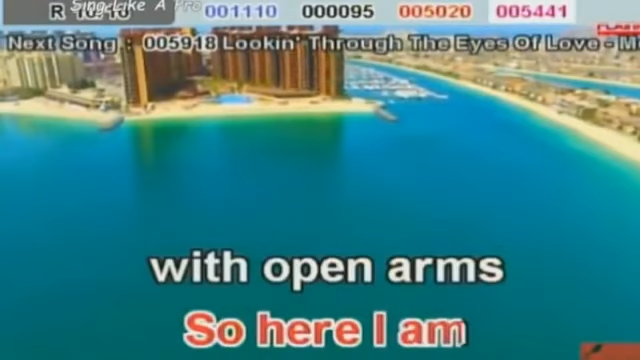 Sing Like A Pro
001110 000095 005020 005441
Next Song : 005918 Lookin' Through The Eyes Of Love - M
with open arms
So here I am